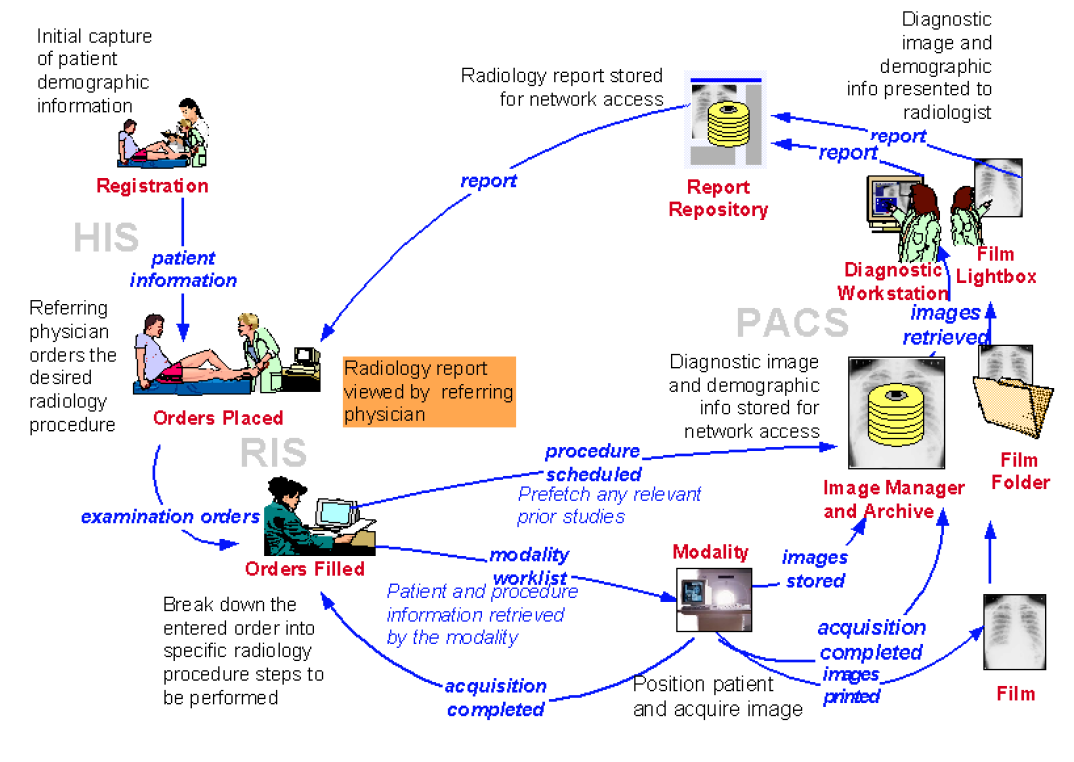 Initial capture
of patient
demographic
information
Registration
HIS
patient
information
Referring
physician
orders the
desired
radiology
procedure
Orders Placed
Radiology report
viewed by referring
physician
RIS
examination orders
Orders Filled
Break down the
entered order into
specific radiology
procedure steps to
be performed
Radiology report stored
for network access
report
Report
Repository
report
report
Diagnostic
image and
demographic
info presented to
radiologist
Diagnostic
Workstation
Film
Lightbox
PACS
images
retrieved
Diagnostic image
and demographic
info stored for
network access
Image Manager
and Archive
Film
Folder
procedure
scheduled
Prefetch any relevant
prior studies
modality
worklist
Patient and procedure
information retrieved
by the modality
Modality
images
stored
acquisition
completed
images
printed
Film
acquisition
completed
Position patient
and acquire image